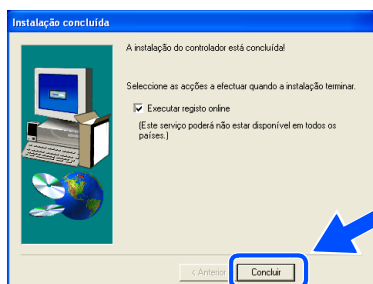 Instalação concluída
A instalação do controlador está concluída!
Seleccione as acções a efectuar quando a instalação terminar.
Executar registo online
(Este serviço poderá não estar disponível em todos os
países.)
< Anterior
Concluir